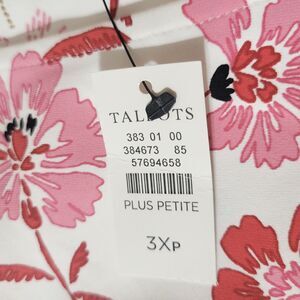 TALBOTS
383 01 00
384673 85
57694658
PLUS PETITE
3XP